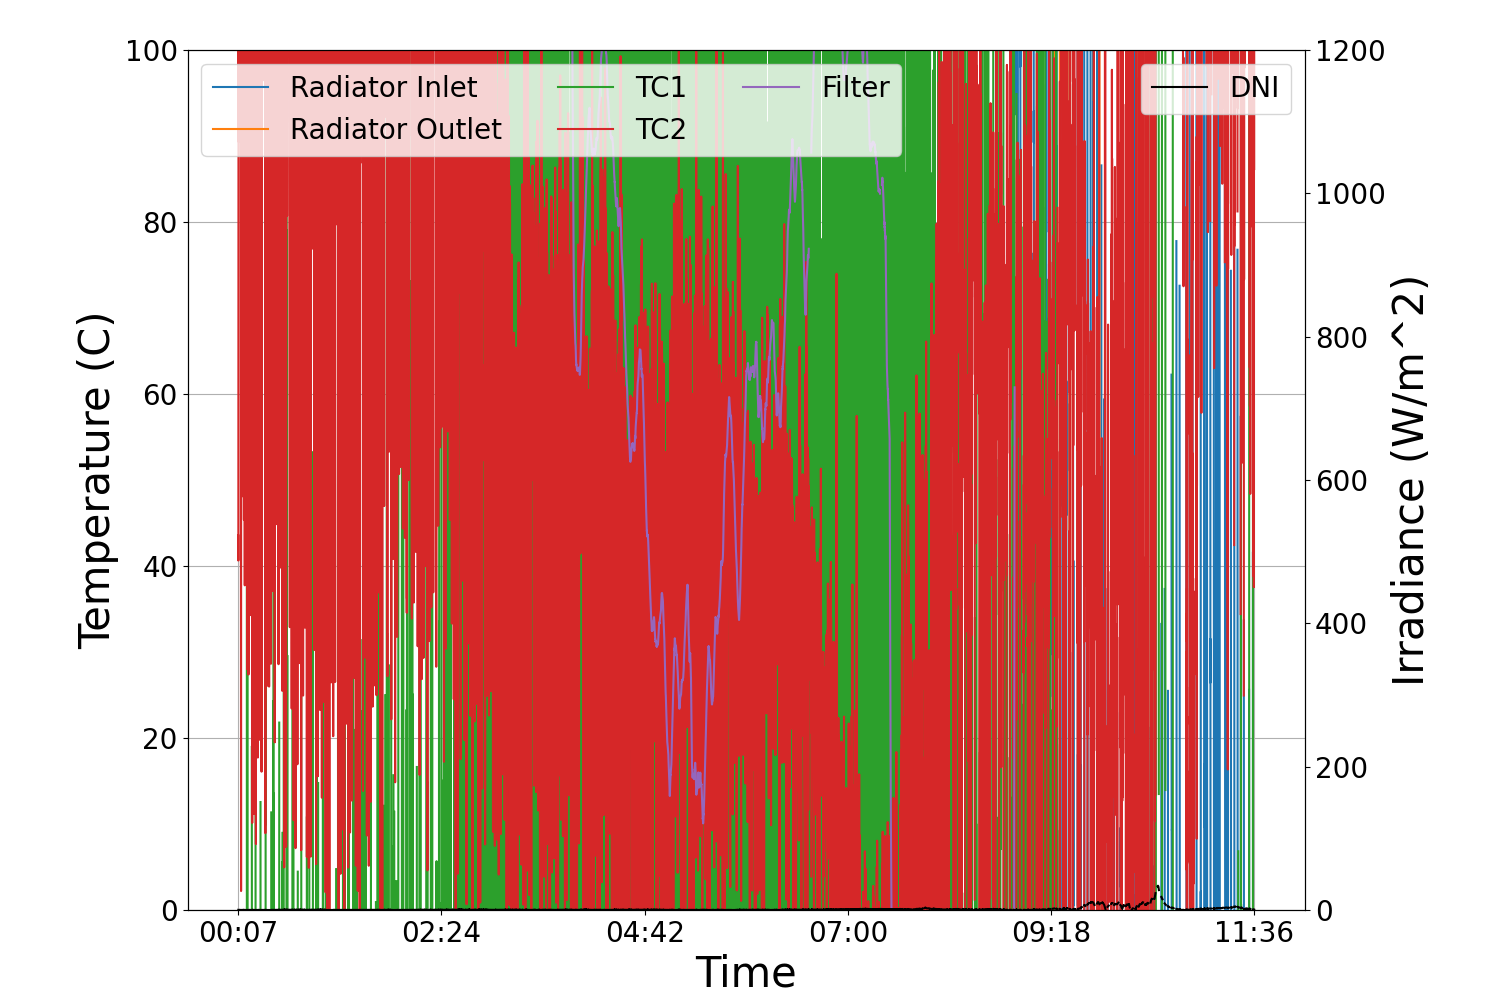 100
80
60
40
20
0
Temperature (C)
Radiator Inlet
Radiator Outlet
TC1
TC2
Filter
DNI
1200
1000
800
600
400
200
0
Irradiance (W/m^2)
00:07
02:24
04:42
07:00
09:18
11:36
Time